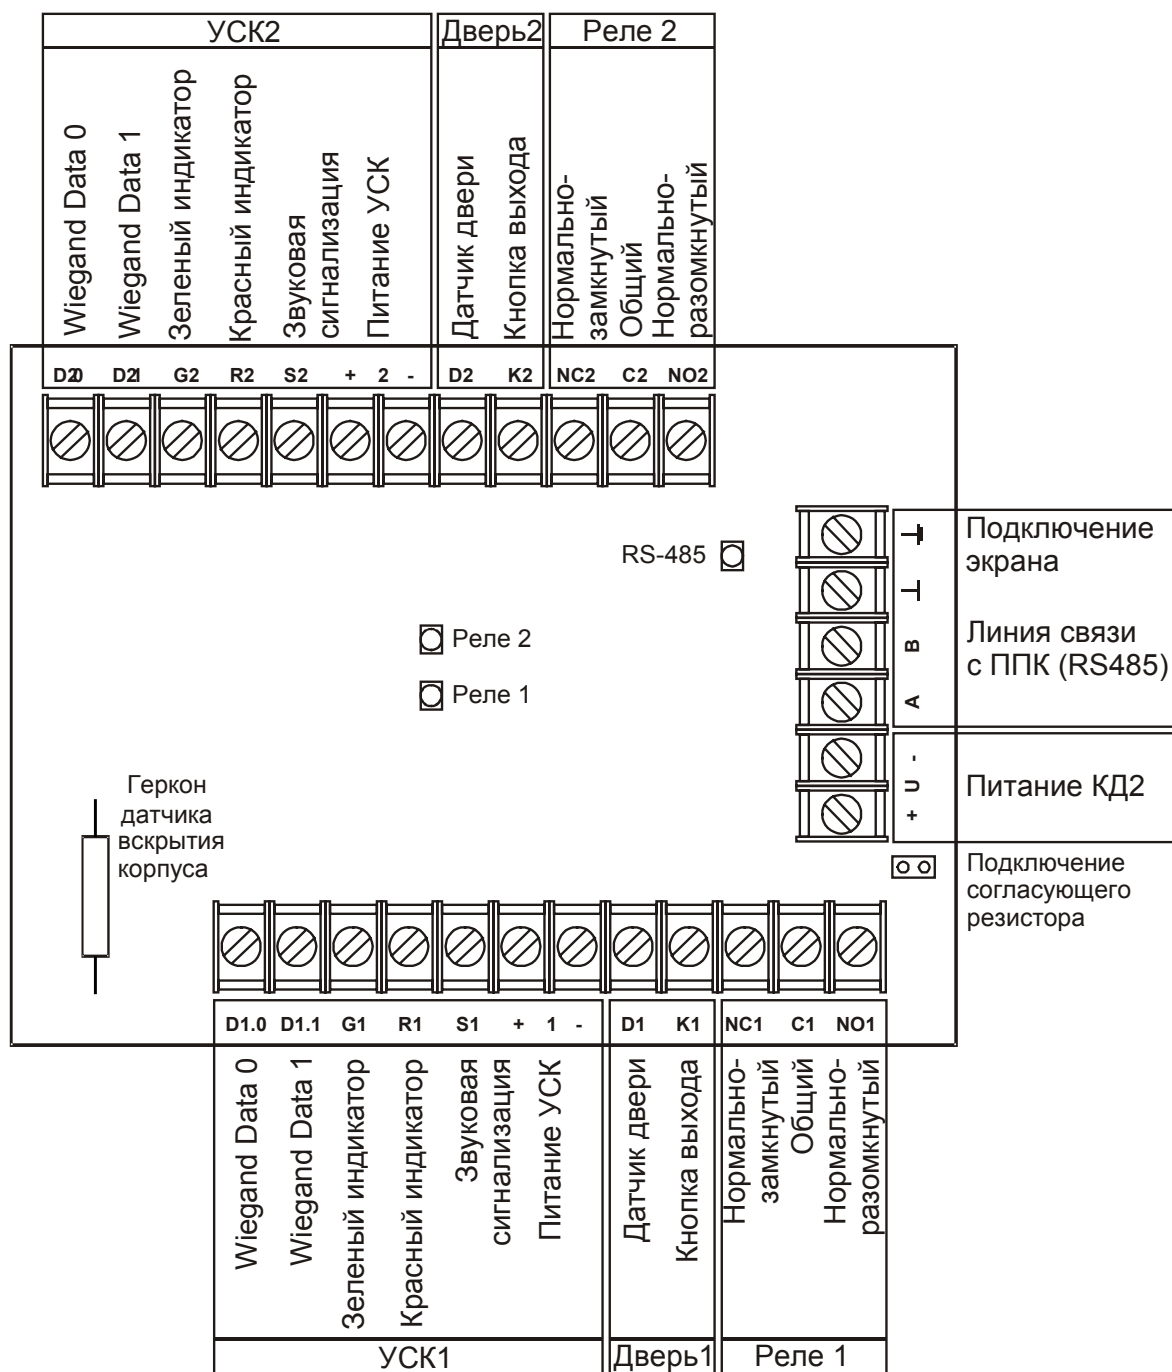 УСК2
Дверь2
Реле 2
Wiegand Data 0
Wiegand Data 1
Зеленый индикатор
Красный индикатор
Звуковая
сигнализация
Питание УСК
Датчик двери
Кнопка выхода
Нормально-
замкнутый
Общий
Нормально-
разомкнутый
D2.0 D2.1 G2 R2 S2 + 2 - D2 K2 NC2 C2 NO2
RS-485
Реле 2
Реле 1
Подключение
экрана
B
Линия связи
с ППК (RS485)
A
- U +
Питание КД2
Геркон
датчика
вскрытия
корпуса
Подключение
согласующего
резистора
D1.0 D1.1 G1 R1 S1 + 1 - D1 K1 NC1 C1 NO1
Wiegand Data 0
Wiegand Data 1
Зеленый индикатор
Красный индикатор
Звуковая
сигнализация
Питание УСК
Датчик двери
Кнопка выхода
Нормально-
замкнутый
Общий
Нормально-
разомкнутый
УСК1
Дверь1
Реле 1